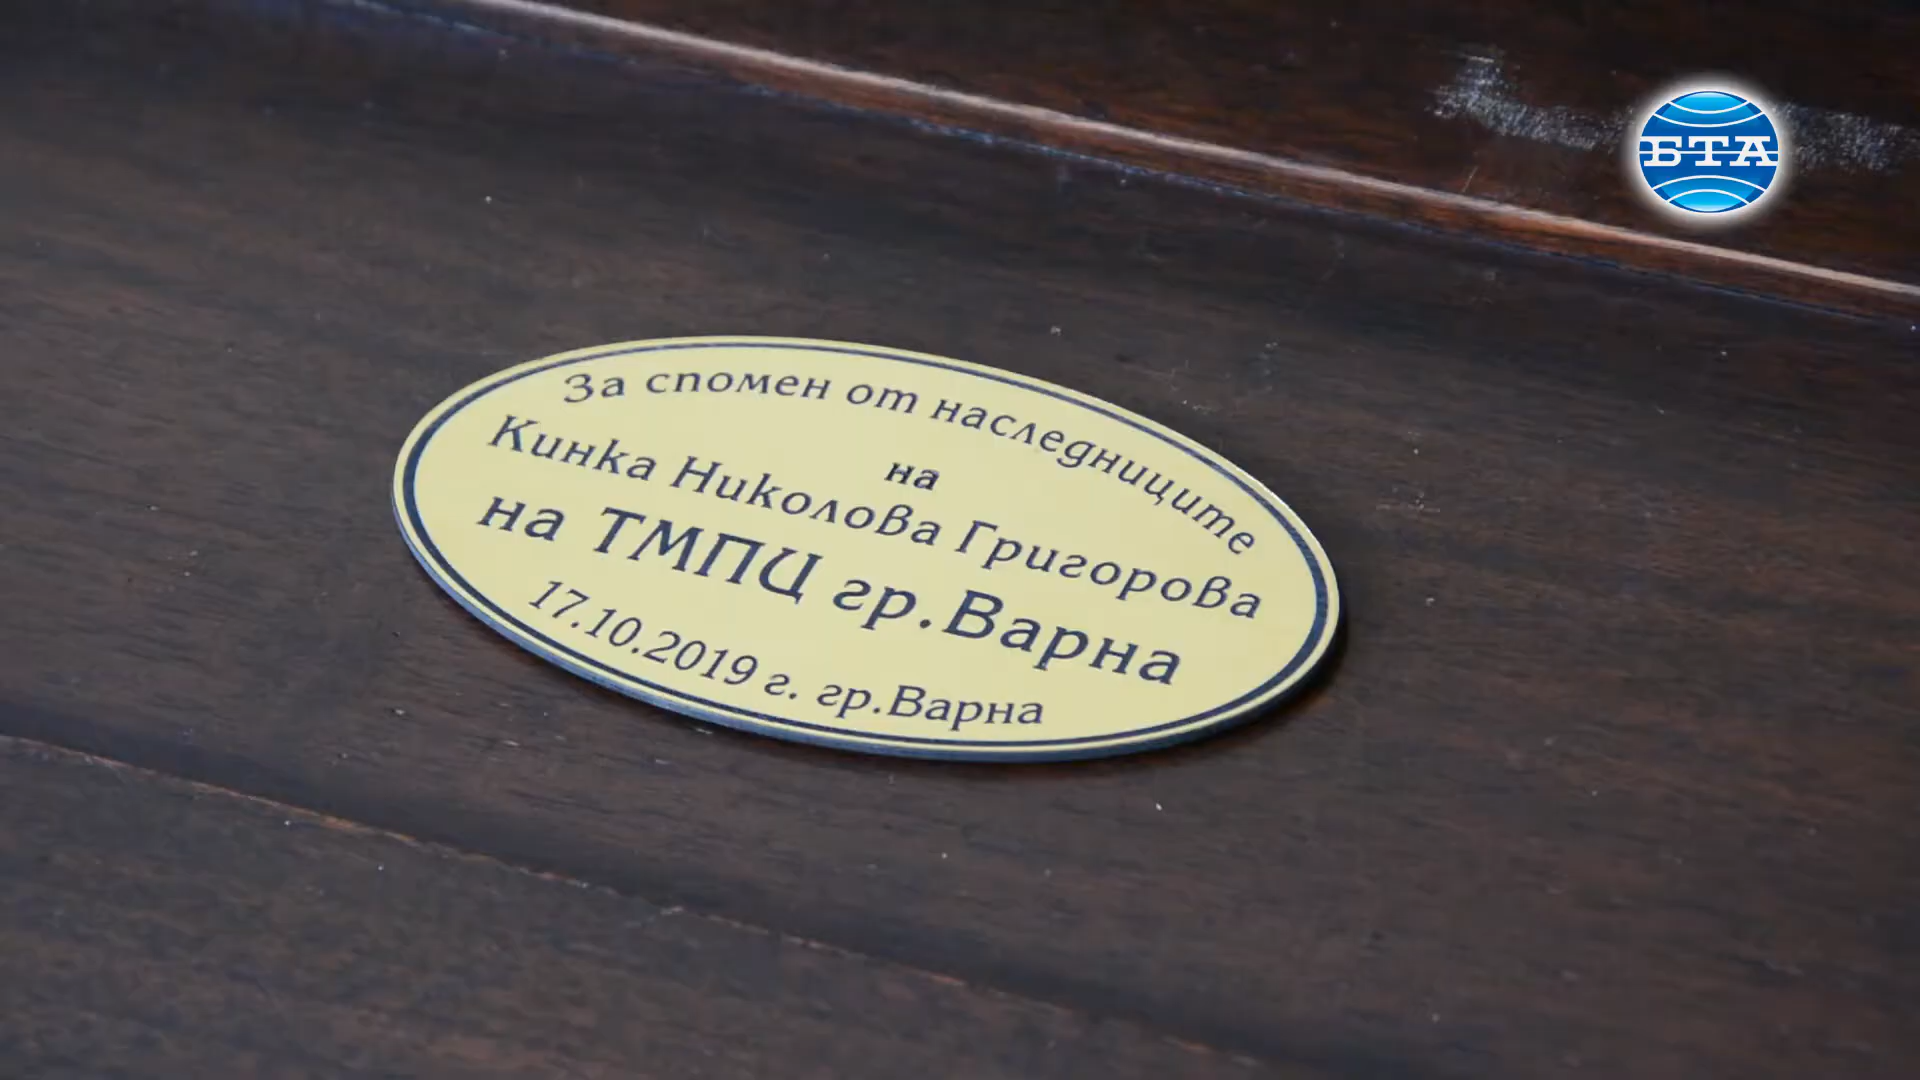 БТА
За спомен от наследниците
на
Кинка Николова Григорова
на ТМПЦ гр.Варна
17.10.2019 г. гр.Варна